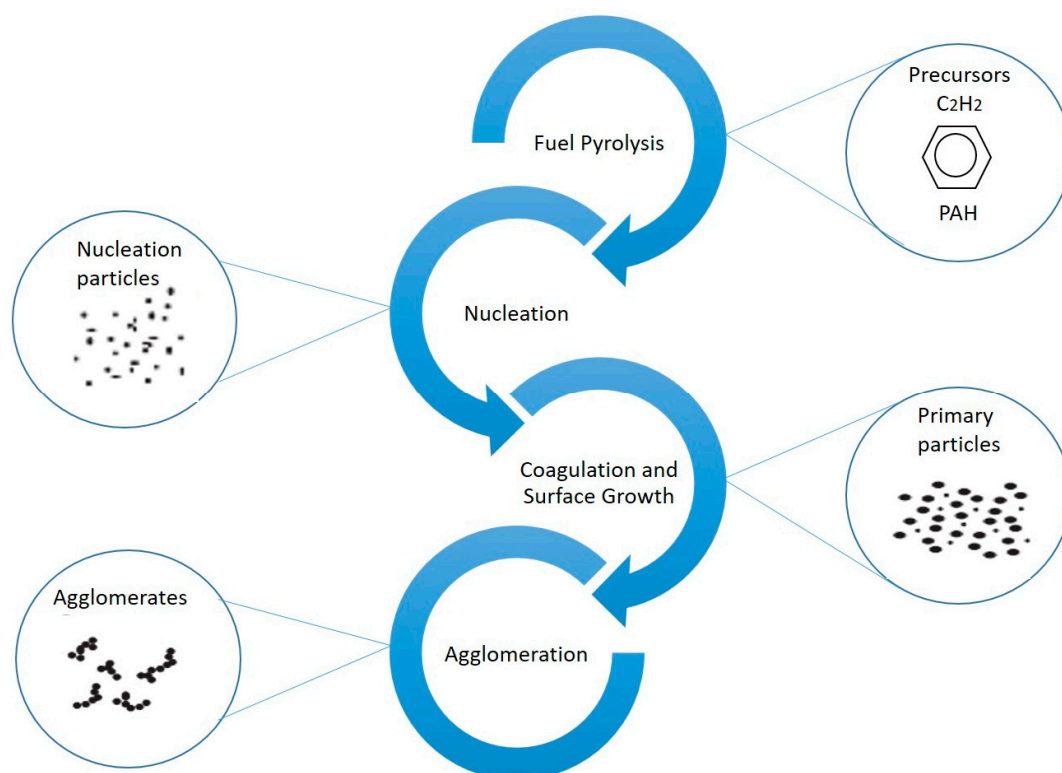 Fuel Pyrolysis
Precursors
C2H2
PAH
Nucleation
particles
Nucleation
Coagulation and
Surface Growth
Primary
particles
Agglomerates
Agglomeration